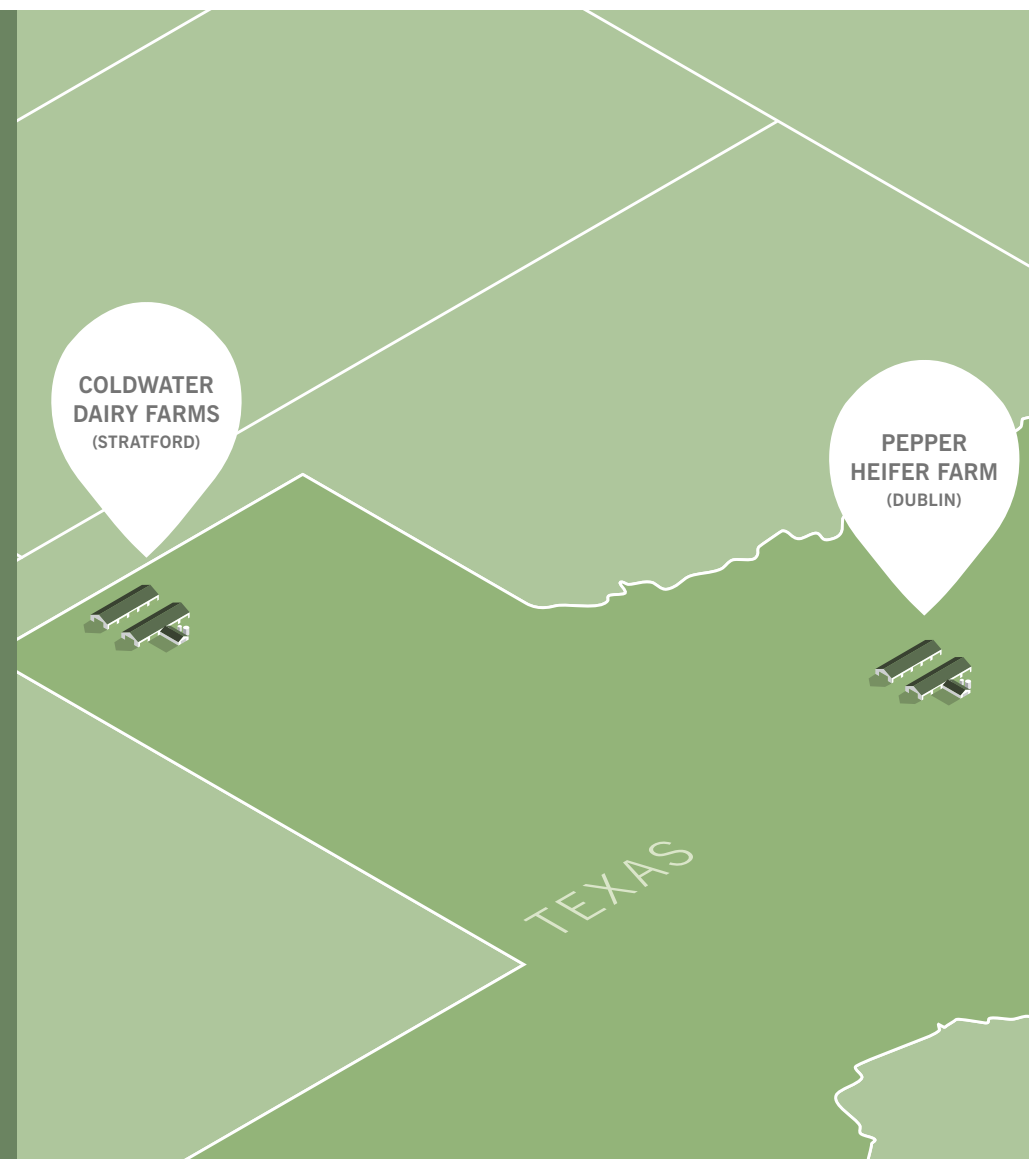 COLDWATER
DAIRY FARMS
(STRATFORD)
PEPPER
HEIFER FARM
(DUBLIN)
TEXAS